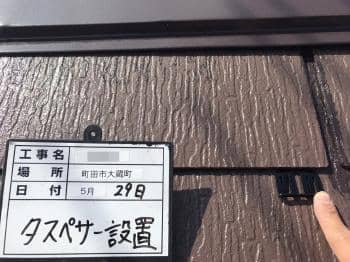 工事名
場所 町田市大蔵町
日付 5月 29日
タスペサー設置